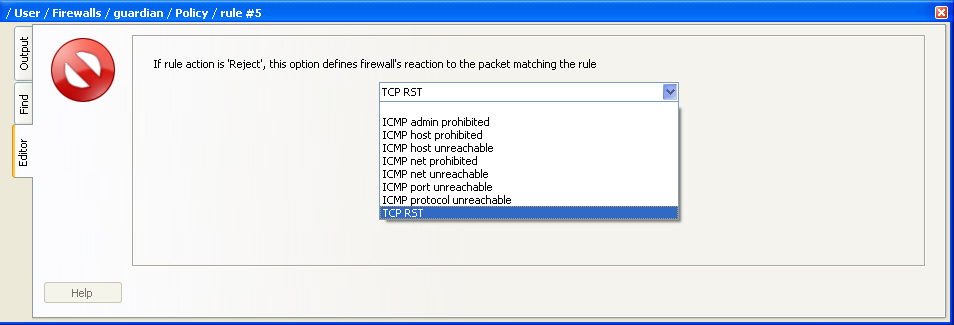 / User / Firewalls / guardian / Policy / rule #5
Output
Find
Editor
If rule action is 'Reject', this option defines firewall's reaction to the packet matching the rule
TCP RST
ICMP admin prohibited
ICMP host prohibited
ICMP host unreachable
ICMP net prohibited
ICMP net unreachable
ICMP port unreachable
ICMP protocol unreachable
TCP RST
Help